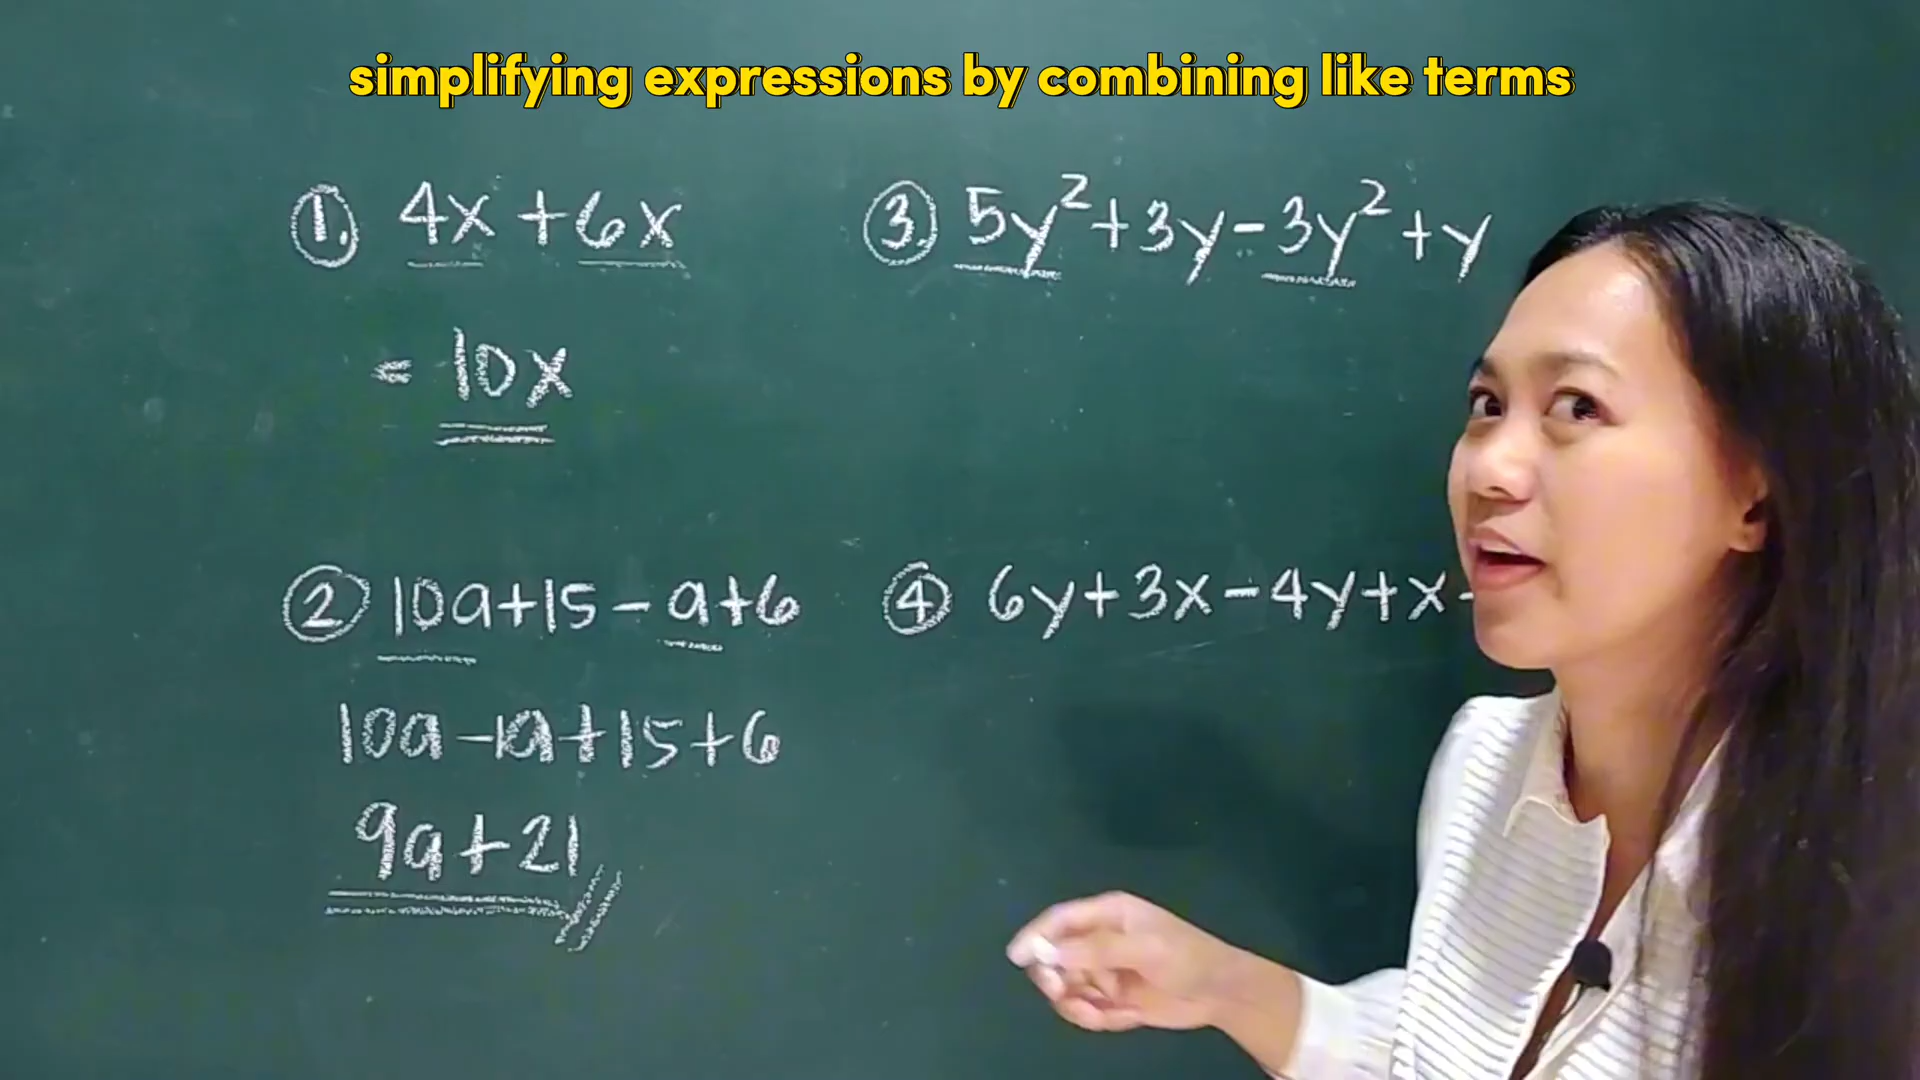 simplifying expressions by combining like terms
1. 4x + 6x
= 10x
2 10a+15 - a+6
10a -1a+15+6
9a+21
3. 5y²+3y-3y²+y
4 6y+3x-4y+x-